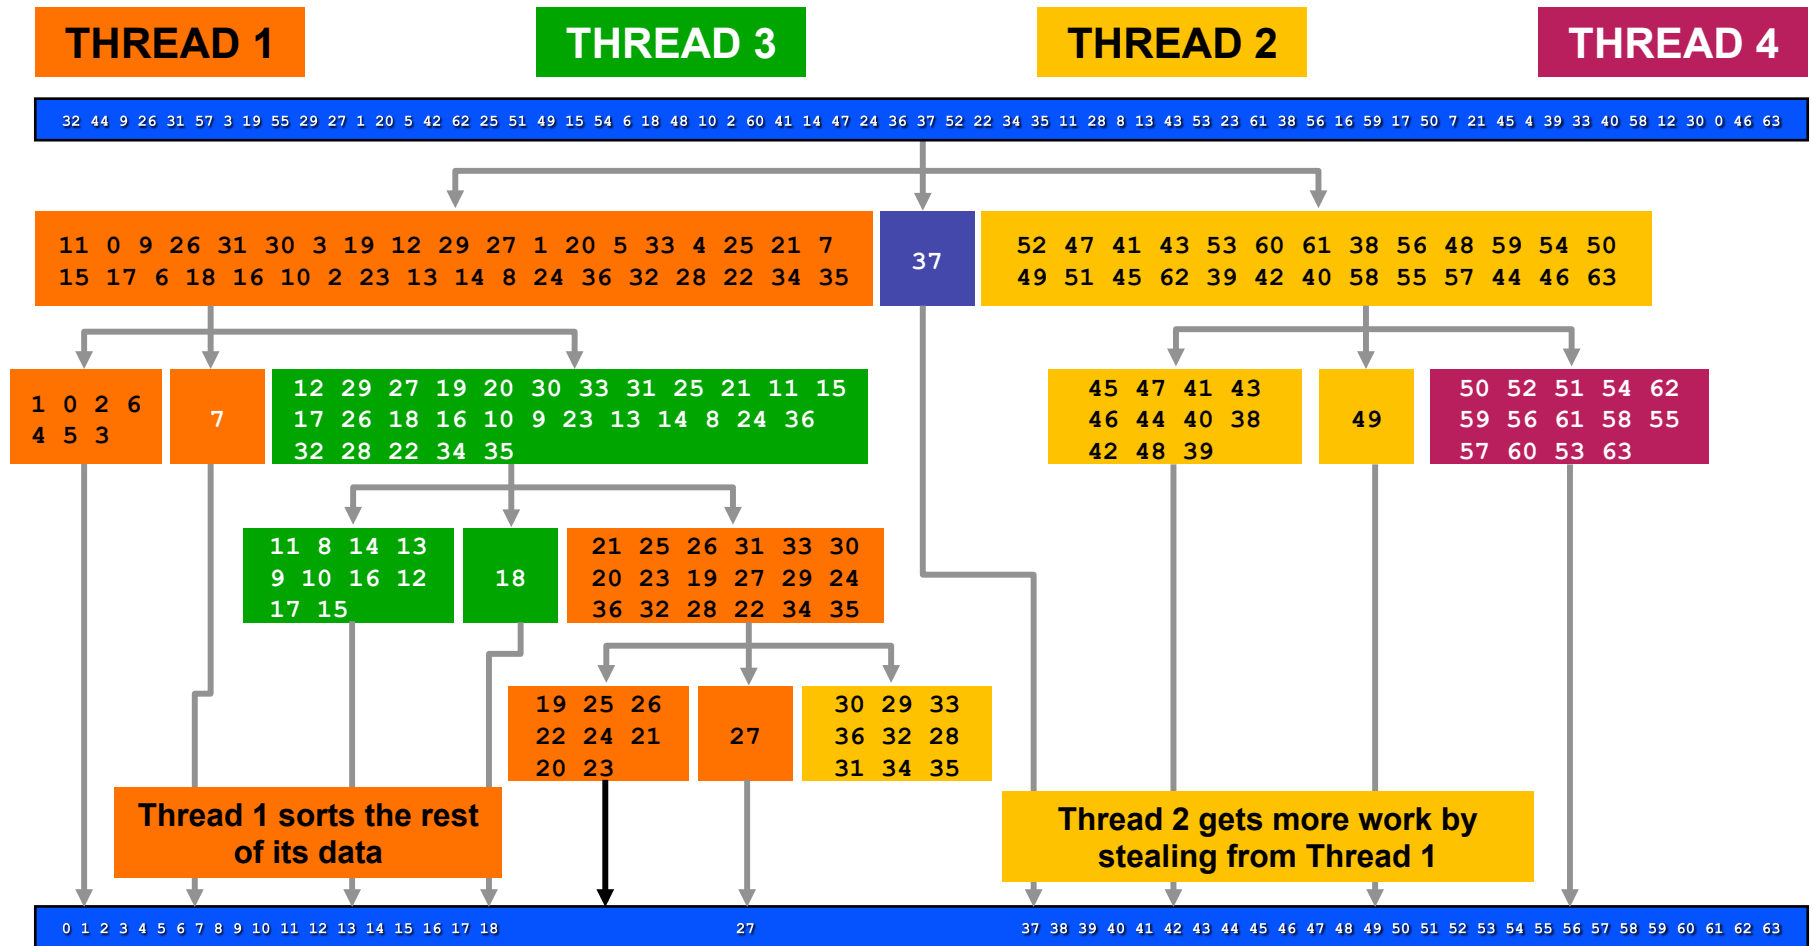 THREAD 1
THREAD 3
THREAD 2
THREAD 4
32 44 9 26 31 57 3 19 55 29 27 1 20 5 42 62 25 51 49 15 54 6 18 48 10 2 60 41 14 47 24 36 37 52 22 34 35 11 28 8 13 43 53 23 61 38 56 16 59 17 50 7 21 45 4 39 33 40 58 12 30 0 46 63
11 0 9 26 31 30 3 19 12 29 27 1 20 5 33 4 25 21 7
15 17 6 18 16 10 2 23 13 14 8 24 36 32 28 22 34 35
37
52 47 41 43 53 60 61 38 56 48 59 54 50
49 51 45 62 39 42 40 58 55 57 44 46 63
1 0 2 6
4 5 3
7
12 29 27 19 20 30 33 31 25 21 11 15
17 26 18 16 10 9 23 13 14 8 24 36
32 28 22 34 35
45 47 41 43
46 44 40 38
42 48 39
49
50 52 51 54 62
59 56 61 58 55
57 60 53 63
11 8 14 13
9 10 16 12
17 15
18
21 25 26 31 33 30
20 23 19 27 29 24
36 32 28 22 34 35
19 25 26
22 24 21
20 23
27
30 29 33
36 32 28
31 34 35
Thread 1 sorts the rest
of its data
Thread 2 gets more work by
stealing from Thread 1
0 1 2 3 4 5 6 7 8 9 10 11 12 13 14 15 16 17 18 27 37 38 39 40 41 42 43 44 45 46 47 48 49 50 51 52 53 54 55 56 57 58 59 60 61 62 63